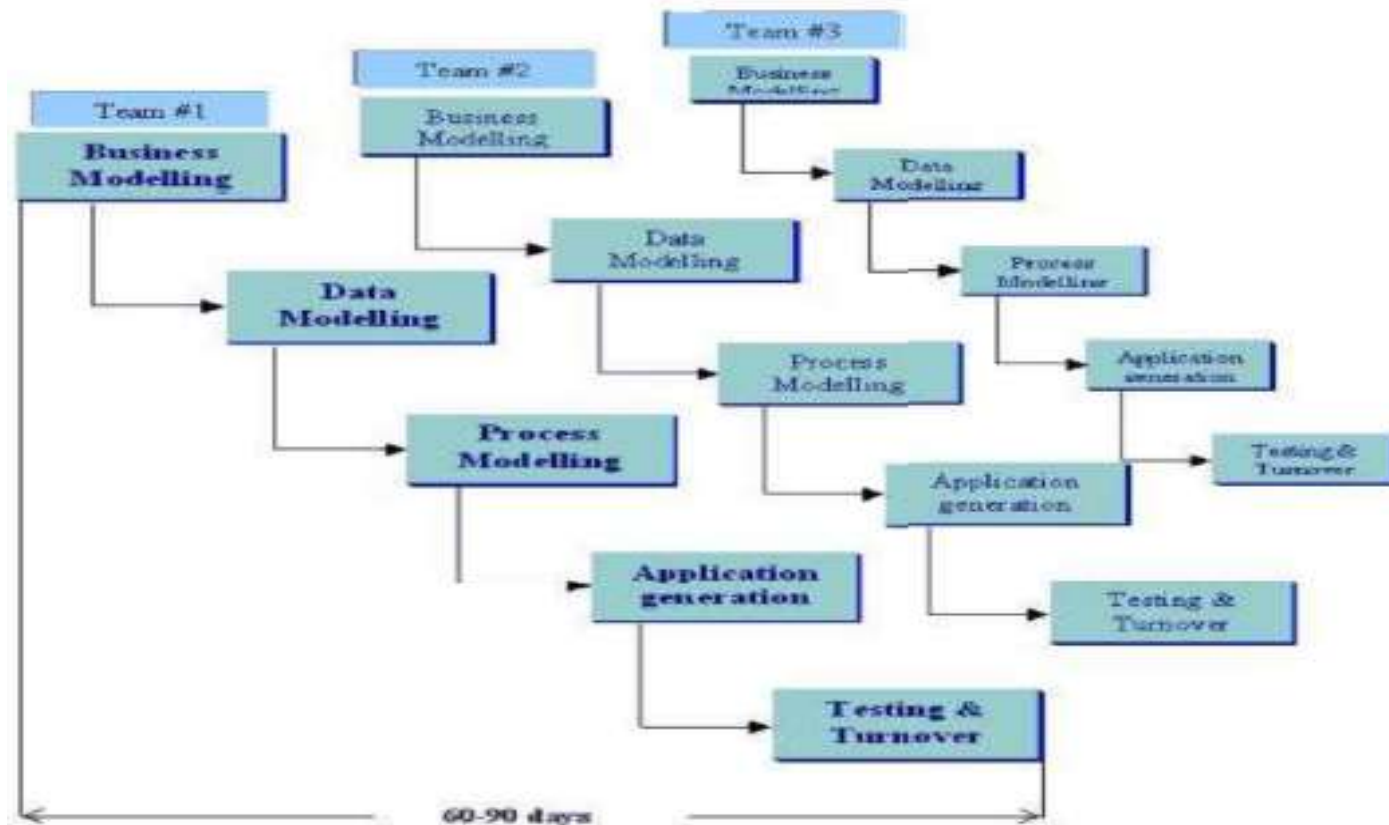 Team #1
Business
Modelling
Data
Modelling
Process
Modelling
Application
generation
Testing &
Turnover
Team #2
Business
Modelling
Data
Modelling
Process
Modelling
Application
generation
Testing &
Turnover
Team #3
Business
Modelling
Data
Modelling
Process
Modelling
Application
generation
Testing &
Turnover
60-90 days